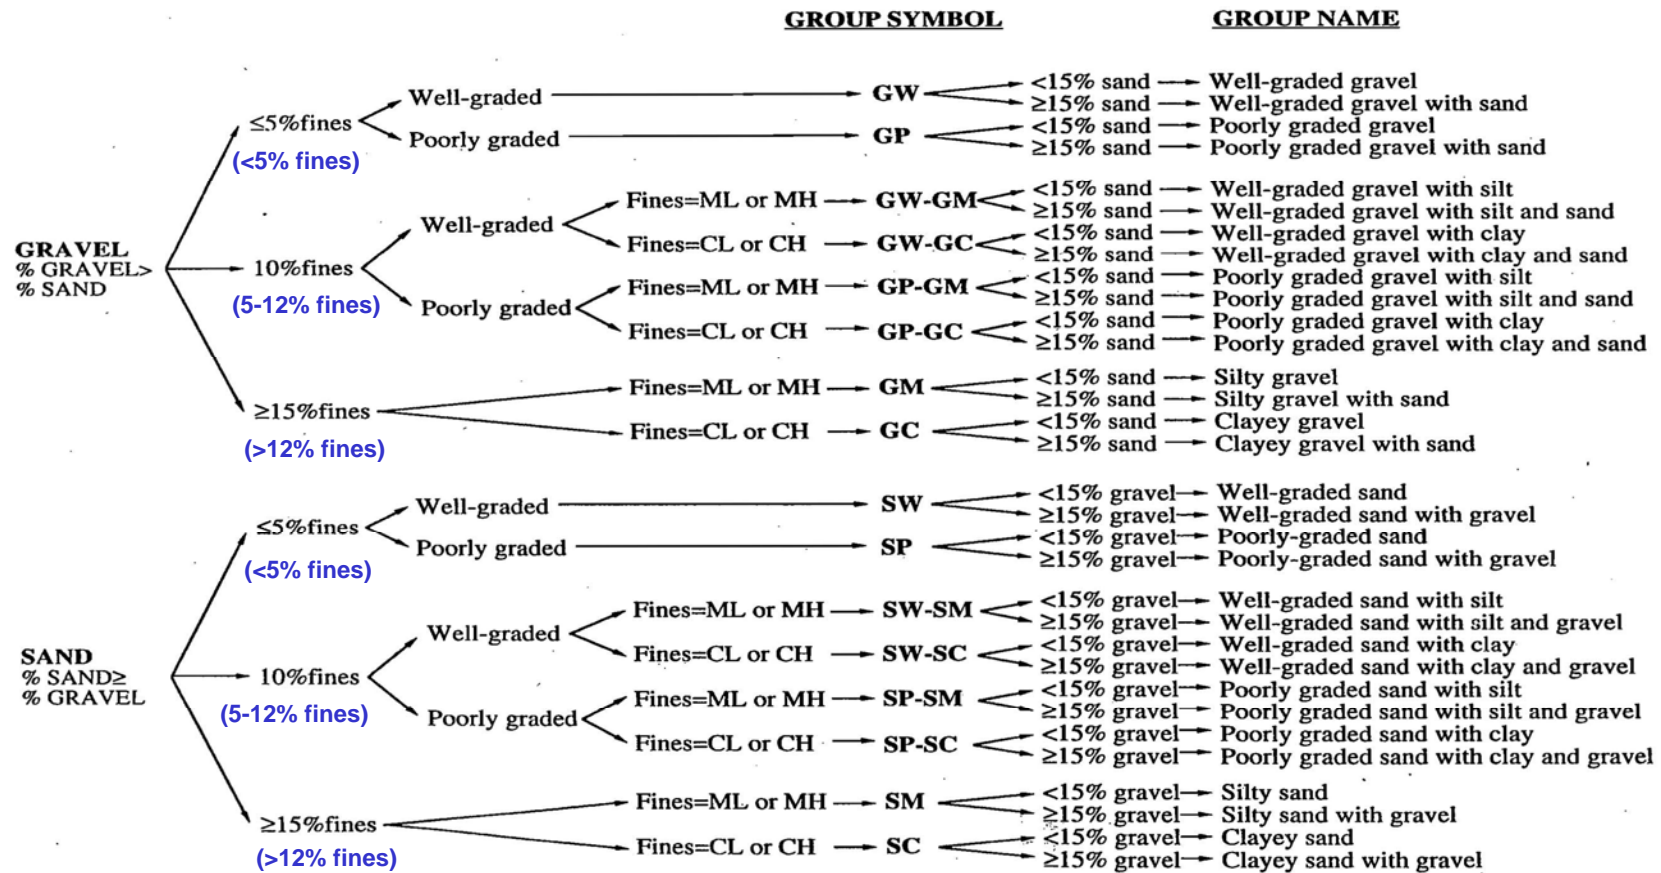 GROUP SYMBOL GROUP NAME
<15% sand Well-graded gravel
Well-graded GW
≥15% sand Well-graded gravel with sand
≤5%fines
<15% sand Poorly graded gravel
Poorly graded GP
≥15% sand Poorly graded gravel with sand
(<5% fines)
<15% sand Well-graded gravel with silt
Fines=ML or MH GW-GM
≥15% sand Well-graded gravel with silt and sand
Well-graded
<15% sand Well-graded gravel with clay
Fines=CL or CH GW-GC
≥15% sand Well-graded gravel with clay and sand
GRAVEL
% GRAVEL> 10%fines
% SAND
<15% sand Poorly graded gravel with silt
Fines=ML or MH GP-GM
≥15% sand Poorly graded gravel with silt and sand
(5-12% fines) Poorly graded
<15% sand Poorly graded gravel with clay
Fines=CL or CH GP-GC
≥15% sand Poorly graded gravel with clay and sand
<15% sand Silty gravel
Fines=ML or MH GM
≥15% sand Silty gravel with sand
≥15%fines
<15% sand Clayey gravel
Fines=CL or CH GC
≥15% sand Clayey gravel with sand
(>12% fines)
<15% gravel Well-graded sand
Well-graded SW
≥15% gravel Well-graded sand with gravel
≤5%fines
<15% gravel Poorly-graded sand
Poorly graded SP
≥15% gravel Poorly-graded sand with gravel
(<5% fines)
<15% gravel Well-graded sand with silt
Fines=ML or MH SW-SM
≥15% gravel Well-graded sand with silt and gravel
Well-graded
<15% gravel Well-graded sand with clay
Fines=CL or CH SW-SC
≥15% gravel Well-graded sand with clay and gravel
SAND
% SAND≥ 10%fines
% GRAVEL
<15% gravel Poorly graded sand with silt
Fines=ML or MH SP-SM
≥15% gravel Poorly graded sand with silt and gravel
(5-12% fines) Poorly graded
<15% gravel Poorly graded sand with clay
Fines=CL or CH SP-SC
≥15% gravel Poorly graded sand with clay and gravel
<15% gravel Silty sand
Fines=ML or MH SM
≥15% gravel Silty sand with gravel
≥15%fines
<15% gravel Clayey sand
Fines=CL or CH SC
≥15% gravel Clayey sand with gravel
(>12% fines)